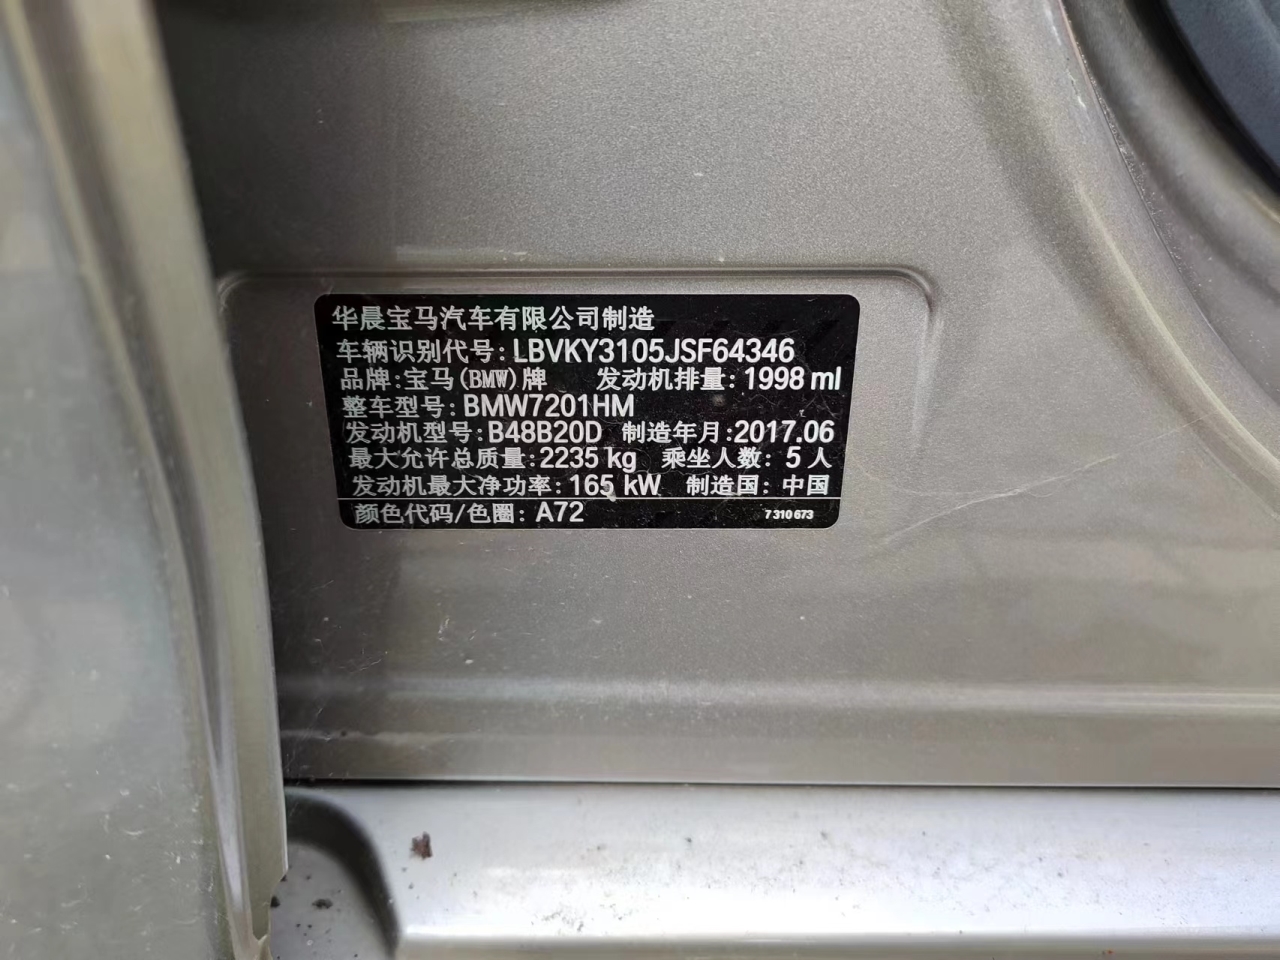 华晨宝马汽车有限公司制造
车辆识别代号: LBVKY3105JSF64346
品牌:宝马(BMW)牌 发动机排量: 1998 ml
整车型号: BMW7201HM
发动机型号: B48B20D 制造年月:2017.06
最大允许总质量: 2235 kg 乘坐人数: 5 人
发动机最大净功率: 165 kW 制造国: 中国
颜色代码/色圈: A72 7 310 673